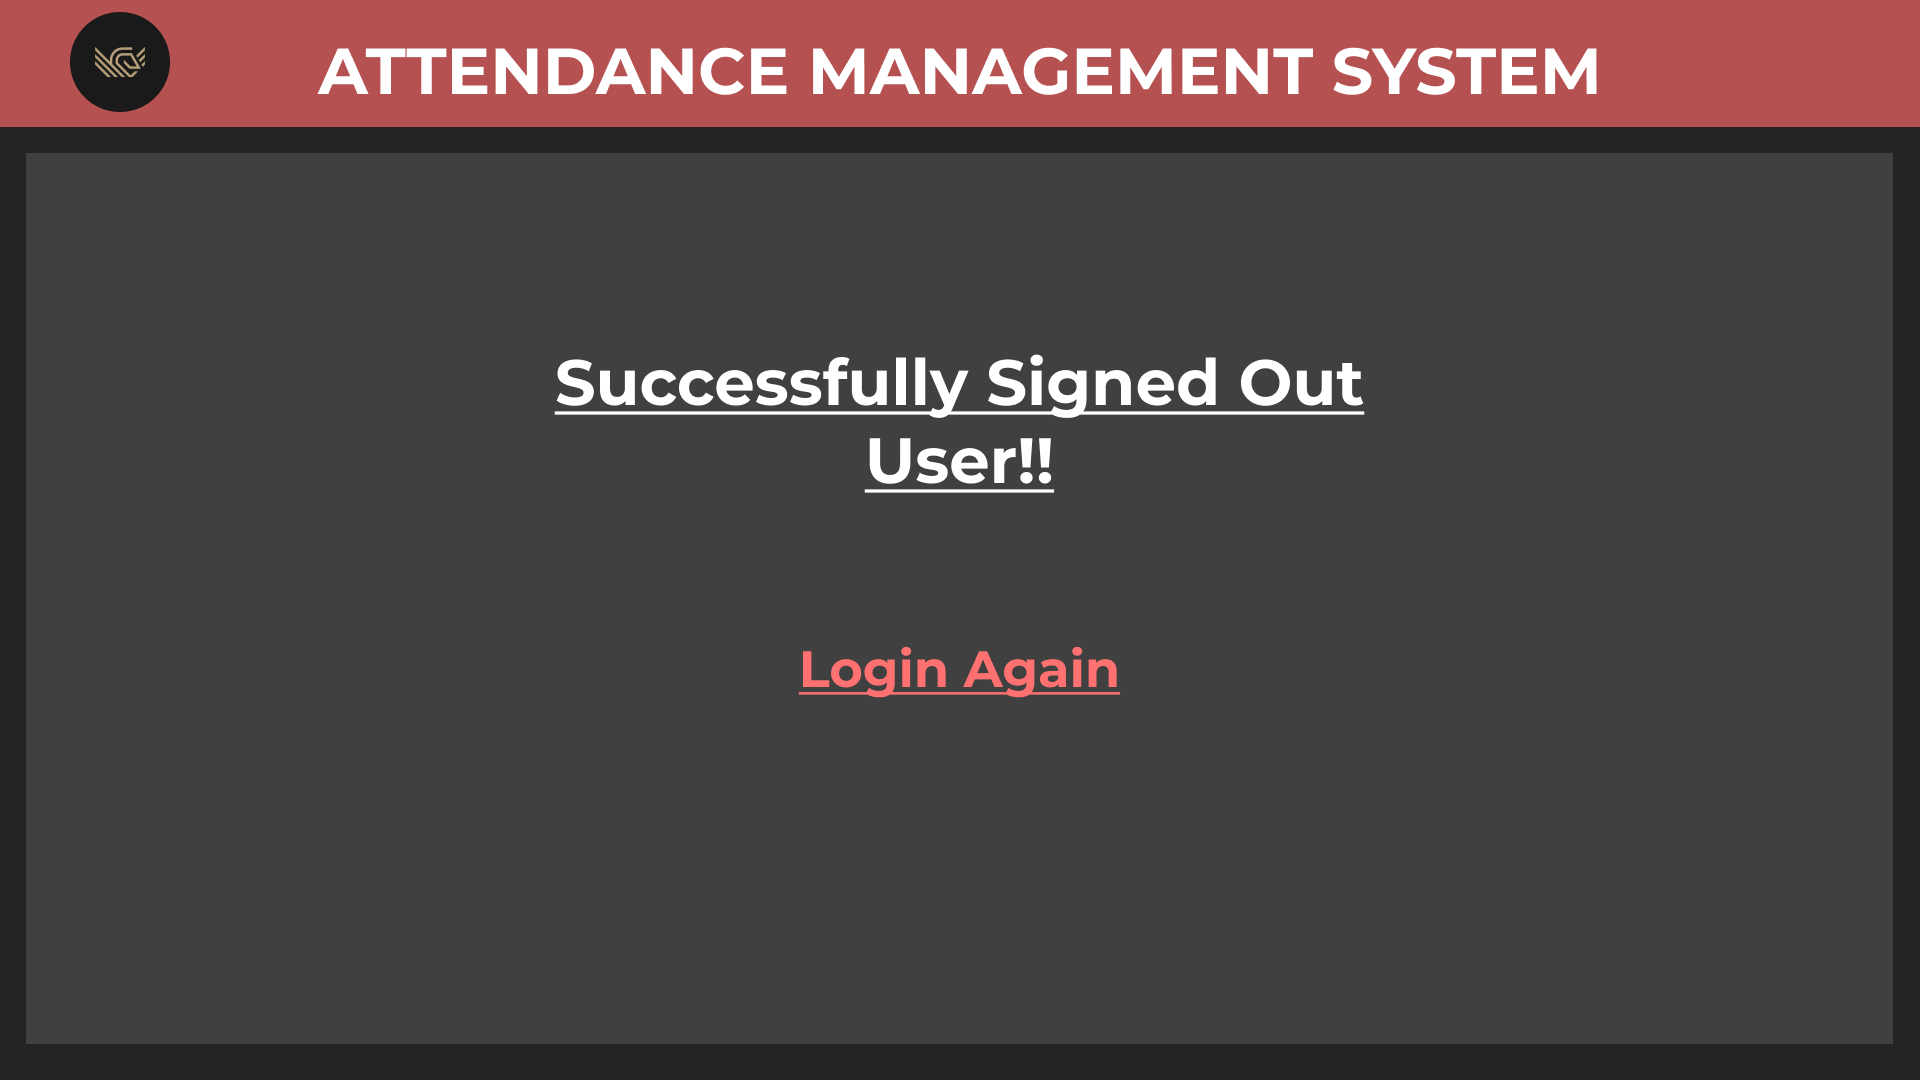 ATTENDANCE MANAGEMENT SYSTEM
Successfully Signed Out
User!!
Login Again